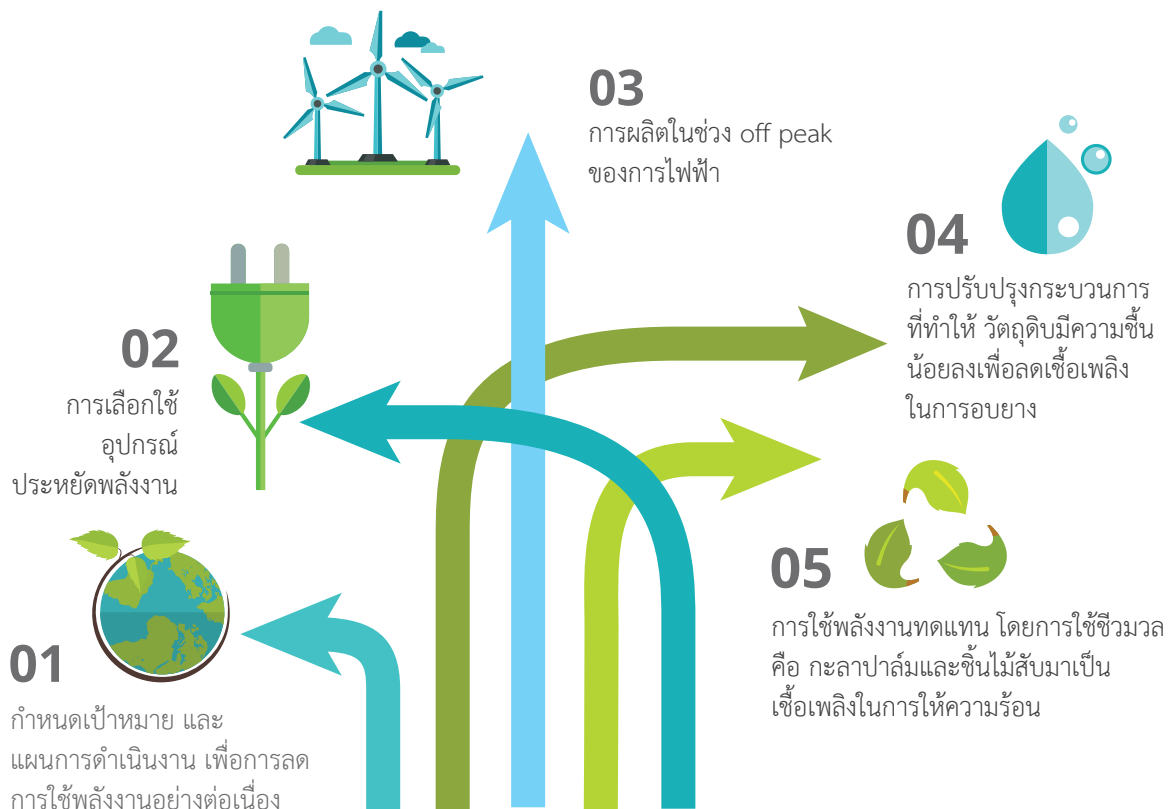 01
กำหนดเป้าหมาย และ
แผนการดำเนินงาน เพื่อการลด
การใช้พลังงานอย่างต่อเนื่อง
02
การเลือกใช้
อุปกรณ์
ประหยัดพลังงาน
03
การผลิตในช่วง off peak
ของการไฟฟ้า
04
การปรับปรุงกระบวนการ
ที่ทำให้ วัตถุดิบมีความชื้น
น้อยลงเพื่อลดเชื้อเพลิง
ในการอบยาง
05
การใช้พลังงานทดแทน โดยการใช้ชีวมวล
คือ กะลาปาล์มและชิ้นไม้สับมาเป็น
เชื้อเพลิงในการให้ความร้อน